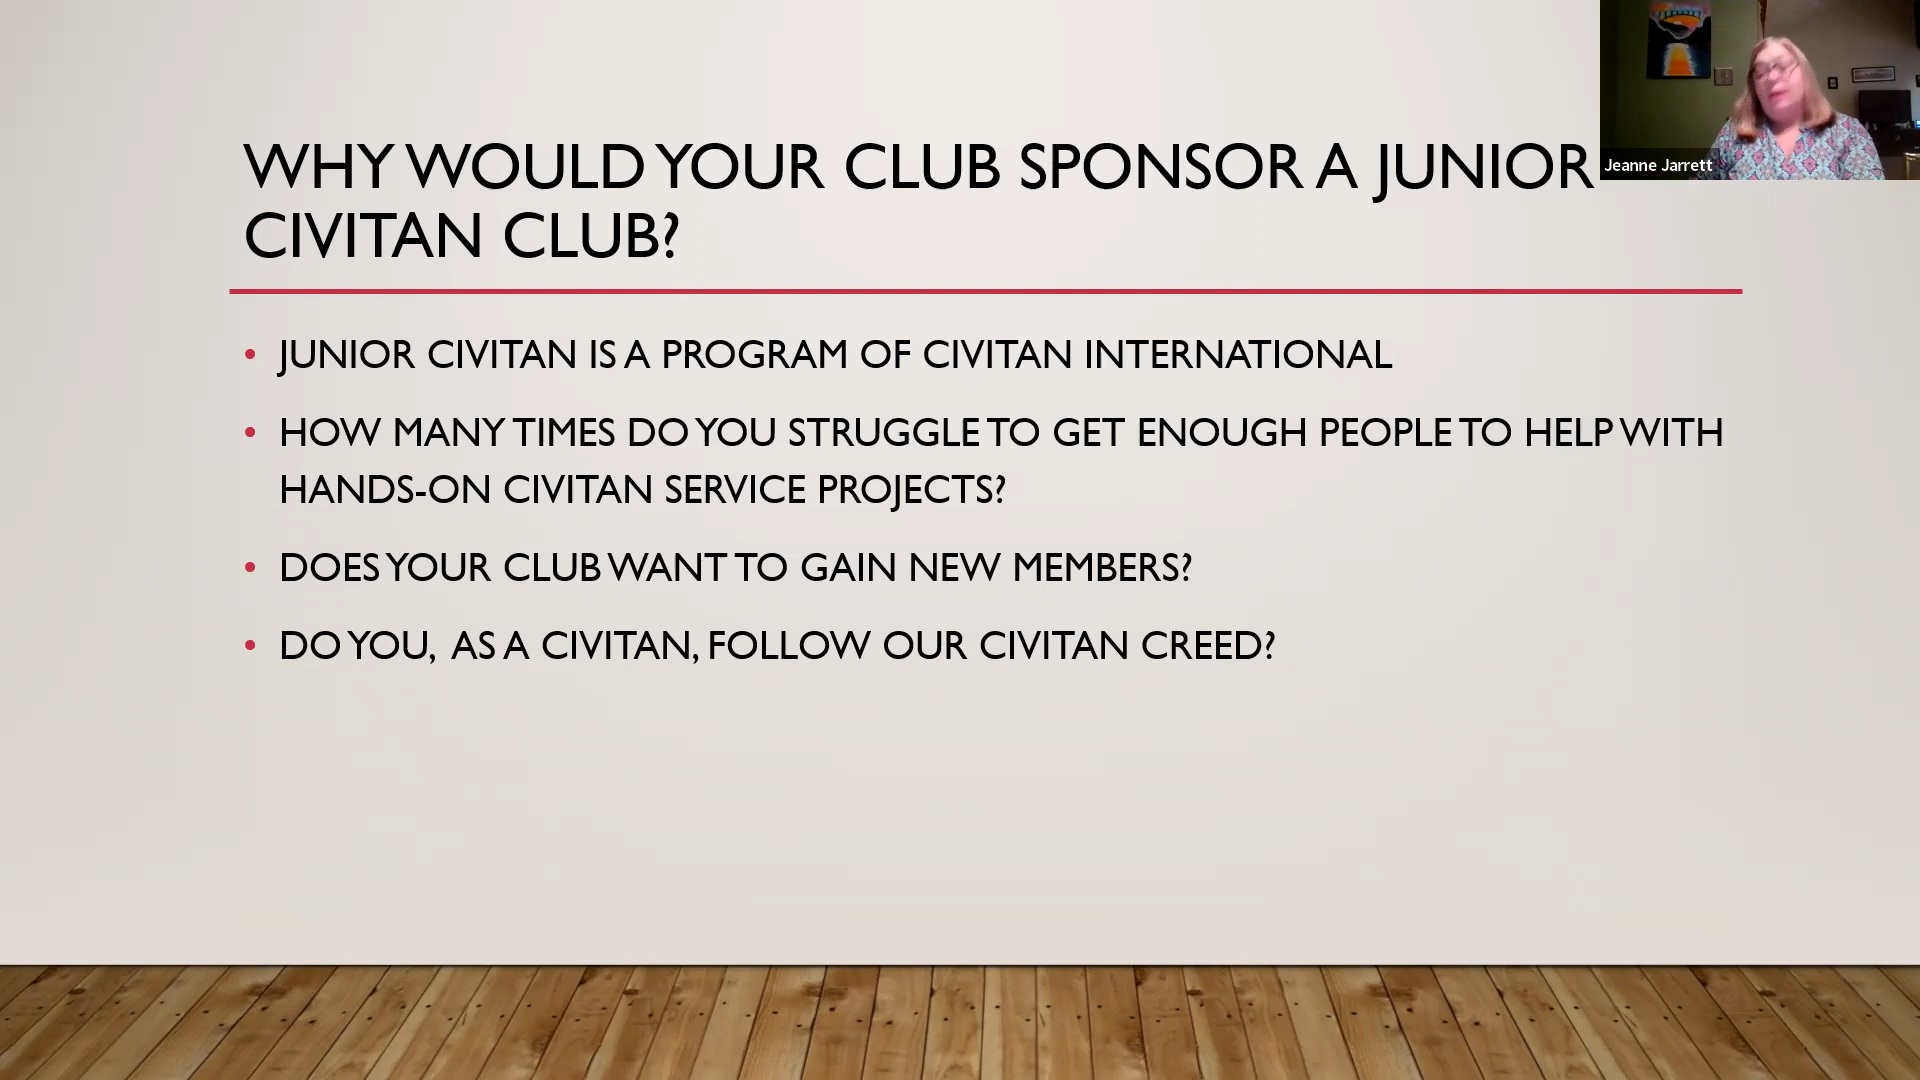 WHY WOULD YOUR CLUB SPONSOR A JUNIOR
CIVITAN CLUB?
• JUNIOR CIVITAN IS A PROGRAM OF CIVITAN INTERNATIONAL
• HOW MANY TIMES DO YOU STRUGGLE TO GET ENOUGH PEOPLE TO HELP WITH
HANDS-ON CIVITAN SERVICE PROJECTS?
• DOES YOUR CLUB WANT TO GAIN NEW MEMBERS?
• DO YOU, AS A CIVITAN, FOLLOW OUR CIVITAN CREED?
Jeanne Jarrett